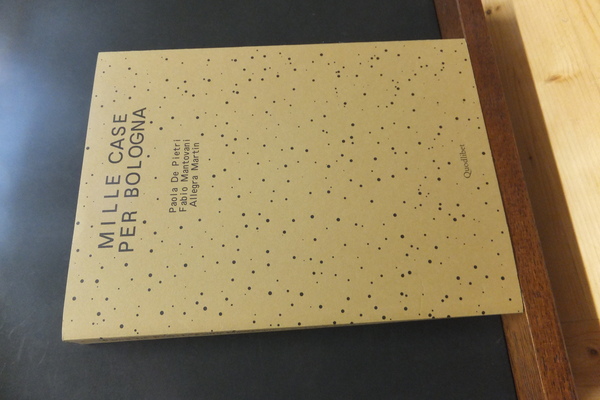 MILLE CASE
PER BOLOGNA
Paola De Pietri
Fabio Mantovani
Allegra Martin
Quodlibet